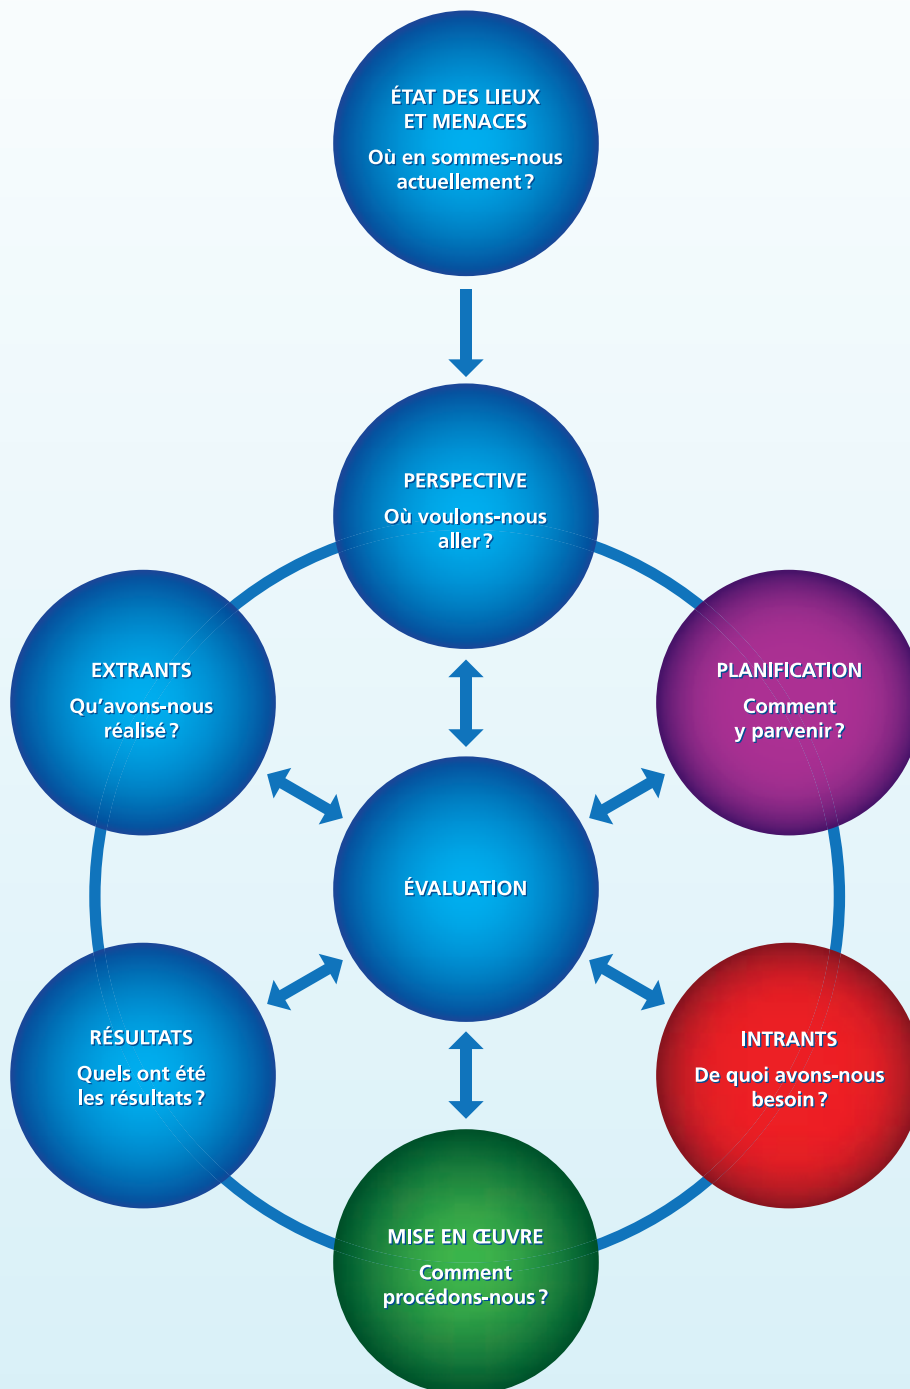 ÉTAT DES LIEUX
ET MENACES
Où en sommes-nous
actuellement ?
PERSPECTIVE
Où voulons-nous
aller ?
EXTRANTS
Qu’avons-nous
réalisé ?
PLANIFICATION
Comment
y parvenir ?
ÉVALUATION
RÉSULTATS
Quels ont été
les résultats ?
INTRANTS
De quoi avons-nous
besoin ?
MISE EN ŒUVRE
Comment
procédons-nous ?